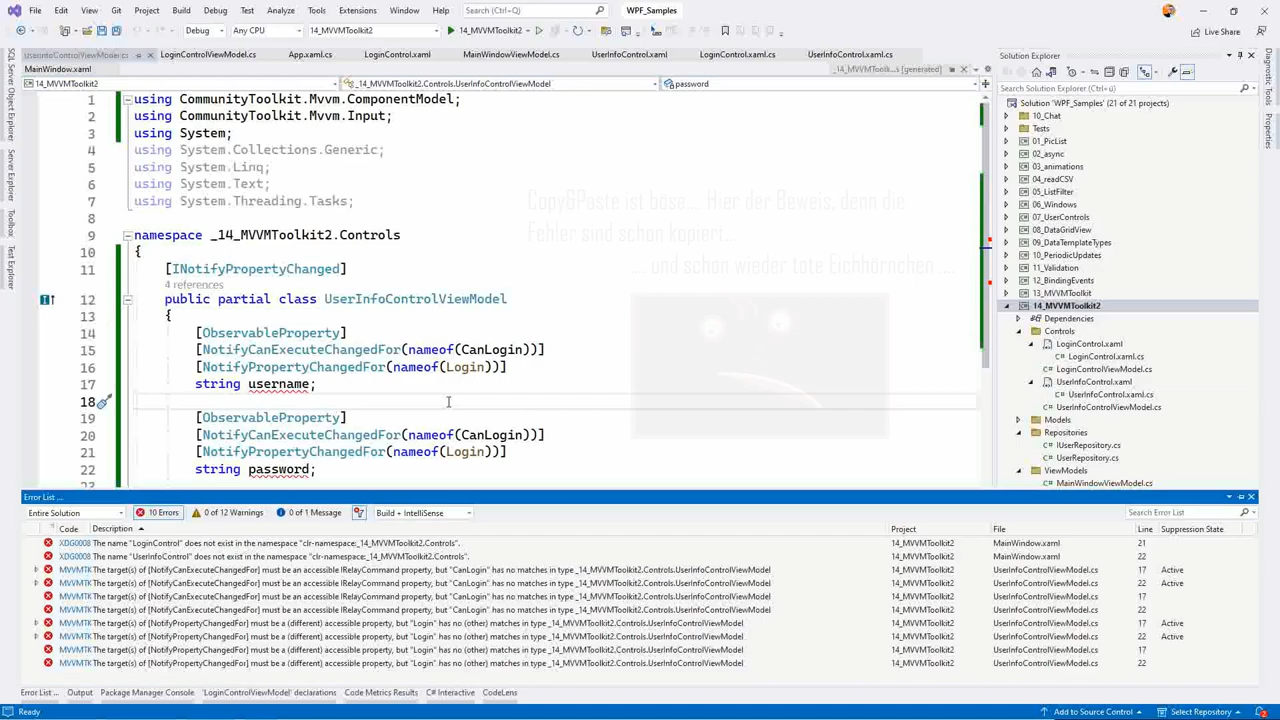 File Edit View Git Project Build Debug Test Analyze Tools Extensions Window Help Search (Ctrl+Q) WPF_Samples
Debug Any CPU 14_MVVMToolkit2 14_MVVMToolkit2 Live Share
UserInfoControlViewModel.cs LoginControlViewModel.cs App.xaml.cs LoginControl.xaml MainWindowViewModel.cs UserInfoControl.xaml LoginControl.xaml.cs UserInfoControl.xaml.cs
MainWindow.xaml _14_MVVMToolk...s [generated]
14_MVVMToolkit2 _14_MVVMToolkit2.Controls.UserInfoControlViewModel password
1 using CommunityToolkit.Mvvm.ComponentModel;
2 using CommunityToolkit.Mvvm.Input;
3 using System;
4 using System.Collections.Generic;
5 using System.Linq;
6 using System.Text;
7 using System.Threading.Tasks;
8
9 namespace _14_MVVMToolkit2.Controls
10 {
11 [INotifyPropertyChanged]
4 references
12 public partial class UserInfoControlViewModel
13 {
14 [ObservableProperty]
15 [NotifyCanExecuteChangedFor(nameof(CanLogin))]
16 [NotifyPropertyChangedFor(nameof(Login))]
17 string username;
18
19 [ObservableProperty]
20 [NotifyCanExecuteChangedFor(nameof(CanLogin))]
21 [NotifyPropertyChangedFor(nameof(Login))]
22 string password;
23
Copy&Paste ist böse... Hier der Beweis, denn die
Fehler sind schon kopiert...
.... und schon wieder tote Eichhörnchen ....
SQL Server Object Explorer
Server Explorer
Toolbox
Test Explorer
Solution Explorer
Search Solution Explorer (Ctrl+ü)
Solution 'WPF_Samples' (21 of 21 projects)
10_Chat
Tests
01_PicList
02_async
03_animations
04_readCSV
05_ListFilter
06_Windows
07_UserControls
08_DataGridView
09_DataTemplateTypes
10_PeriodicUpdates
11_Validation
12_BindingEvents
13_MVVMToolkit
14_MVVMToolkit2
Dependencies
Controls
LoginControl.xaml
LoginControl.xaml.cs
LoginControlViewModel.cs
UserInfoControl.xaml
UserInfoControl.xaml.cs
UserInfoControlViewModel.cs
Models
Repositories
IUserRepository.cs
UserRepository.cs
ViewModels
MainWindowViewModel.cs
Diagnostic Tools
Properties
Error List ...
Entire Solution 10 Errors 0 of 12 Warnings 0 of 1 Message Build + IntelliSense Search Error List
Code Description Project File Line Suppression State
XDG0008 The name "LoginControl" does not exist in the namespace "clr-namespace:_14_MVVMToolkit2.Controls". 14_MVVMToolkit2 MainWindow.xaml 21
XDG0008 The name "UserInfoControl" does not exist in the namespace "clr-namespace:_14_MVVMToolkit2.Controls". 14_MVVMToolkit2 MainWindow.xaml 22
MVVMTK The target(s) of [NotifyCanExecuteChangedFor] must be an accessible IRelayCommand property, but "CanLogin" has no matches in type _14_MVVMToolkit2.Controls.UserInfoControlViewModel 14_MVVMToolkit2 UserInfoControlViewModel.cs 17 Active
MVVMTK The target(s) of [NotifyCanExecuteChangedFor] must be an accessible IRelayCommand property, but "CanLogin" has no matches in type _14_MVVMToolkit2.Controls.UserInfoControlViewModel 14_MVVMToolkit2 UserInfoControlViewModel.cs 22 Active
MVVMTK The target(s) of [NotifyCanExecuteChangedFor] must be an accessible IRelayCommand property, but "CanLogin" has no matches in type _14_MVVMToolkit2.Controls.UserInfoControlViewModel 14_MVVMToolkit2 UserInfoControlViewModel.cs 17
MVVMTK The target(s) of [NotifyCanExecuteChangedFor] must be an accessible IRelayCommand property, but "CanLogin" has no matches in type _14_MVVMToolkit2.Controls.UserInfoControlViewModel 14_MVVMToolkit2 UserInfoControlViewModel.cs 22
MVVMTK The target(s) of [NotifyPropertyChangedFor] must be a (different) accessible property, but "Login" has no (other) matches in type _14_MVVMToolkit2.Controls.UserInfoControlViewModel 14_MVVMToolkit2 UserInfoControlViewModel.cs 17 Active
MVVMTK The target(s) of [NotifyPropertyChangedFor] must be a (different) accessible property, but "Login" has no (other) matches in type _14_MVVMToolkit2.Controls.UserInfoControlViewModel 14_MVVMToolkit2 UserInfoControlViewModel.cs 22 Active
MVVMTK The target(s) of [NotifyPropertyChangedFor] must be a (different) accessible property, but "Login" has no (other) matches in type _14_MVVMToolkit2.Controls.UserInfoControlViewModel 14_MVVMToolkit2 UserInfoControlViewModel.cs 17
MVVMTK The target(s) of [NotifyPropertyChangedFor] must be a (different) accessible property, but "Login" has no (other) matches in type _14_MVVMToolkit2.Controls.UserInfoControlViewModel 14_MVVMToolkit2 UserInfoControlViewModel.cs 22
Error List ... Output Package Manager Console 'LoginControlViewModel' declarations Code Metrics Results C# Interactive CodeLens
Ready Add to Source Control Select Repository 2